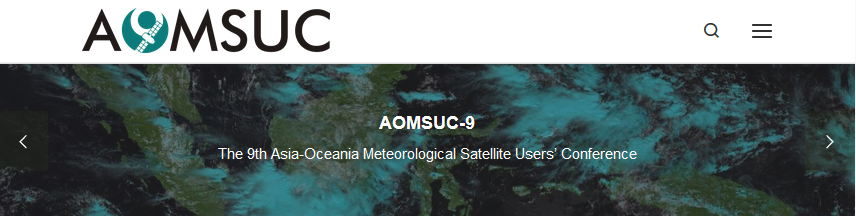 AOMSUC
AOMSUC-9
The 9th Asia-Oceania Meteorological Satellite Users’ Conference